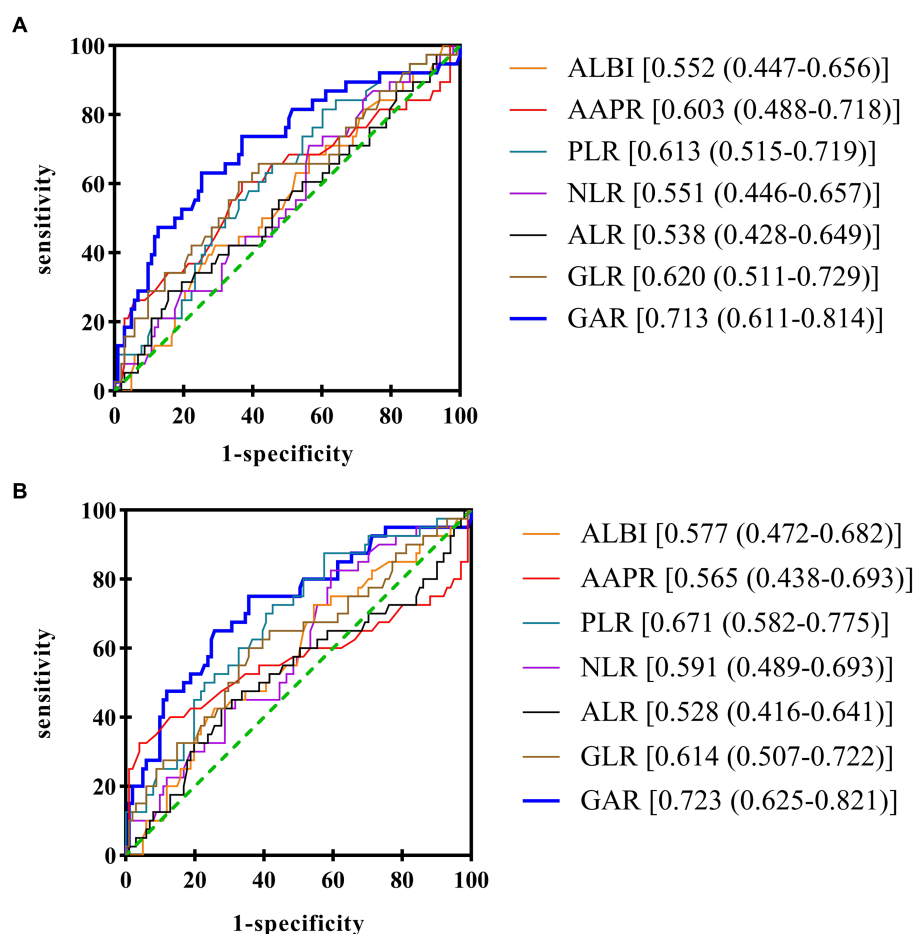 A
100
80
60
40
20
0
sensitivity
0 20 40 60 80 100
1-specificity
ALBI [0.552 (0.447-0.656)]
AAPR [0.603 (0.488-0.718)]
PLR [0.613 (0.515-0.719)]
NLR [0.551 (0.446-0.657)]
ALR [0.538 (0.428-0.649)]
GLR [0.620 (0.511-0.729)]
GAR [0.713 (0.611-0.814)]
B
100
80
60
40
20
0
sensitivity
0 20 40 60 80 100
1-specificity
ALBI [0.577 (0.472-0.682)]
AAPR [0.565 (0.438-0.693)]
PLR [0.671 (0.582-0.775)]
NLR [0.591 (0.489-0.693)]
ALR [0.528 (0.416-0.641)]
GLR [0.614 (0.507-0.722)]
GAR [0.723 (0.625-0.821)]